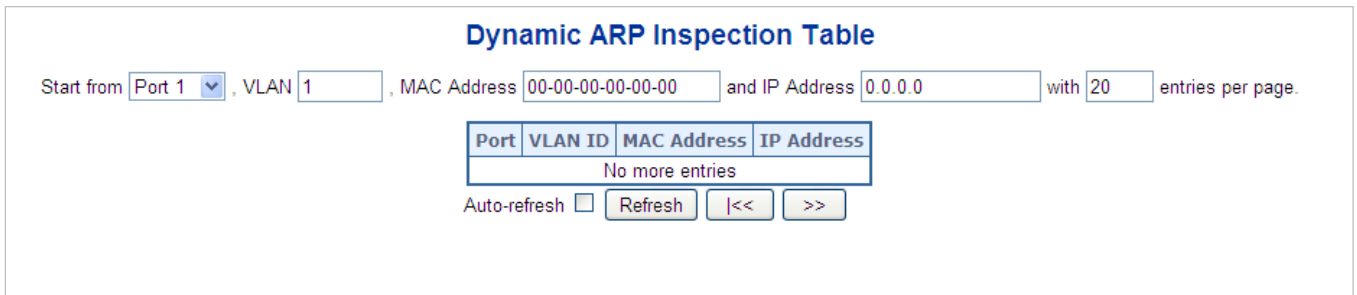 Dynamic ARP Inspection Table
Start from Port 1 , VLAN 1 , MAC Address 00-00-00-00-00-00 and IP Address 0.0.0.0 with 20 entries per page.
Port VLAN ID MAC Address IP Address
No more entries
Auto-refresh Refresh |<< >>